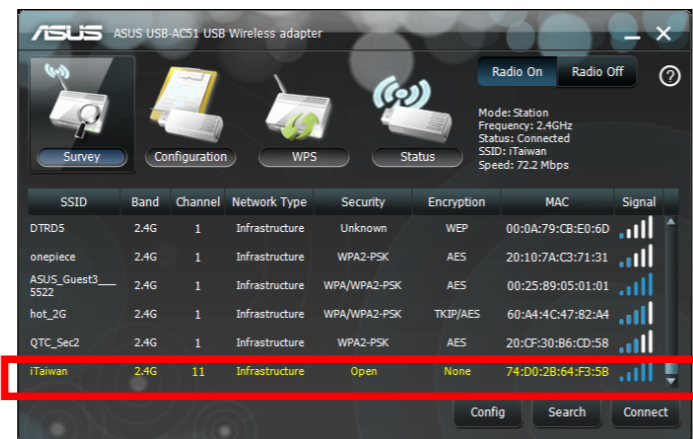 ASUS ASUS USB-AC51 USB Wireless adapter
Radio On Radio Off ?
Mode: Station
Frequency: 2.4GHz
Status: Connected
SSID: iTaiwan
Speed: 72.2 Mbps
Survey Configuration WPS Status
SSID Band Channel Network Type Security Encryption MAC Signal
DTRD5 2.4G 1 Infrastructure Unknown WEP 00:0A:79:CB:E0:6D
onepiece 2.4G 1 Infrastructure WPA2-PSK AES 20:10:7A:C3:71:31
ASUS_Guest3___5522 2.4G 1 Infrastructure WPA/WPA2-PSK AES 00:25:89:05:01:01
hot_2G 2.4G 1 Infrastructure WPA/WPA2-PSK TKIP/AES 60:A4:4C:47:82:A4
QTC_Sec2 2.4G 1 Infrastructure WPA2-PSK AES 20:CF:30:B6:CD:58
iTaiwan 2.4G 11 Infrastructure Open None 74:D0:2B:64:F3:5B
Config Search Connect